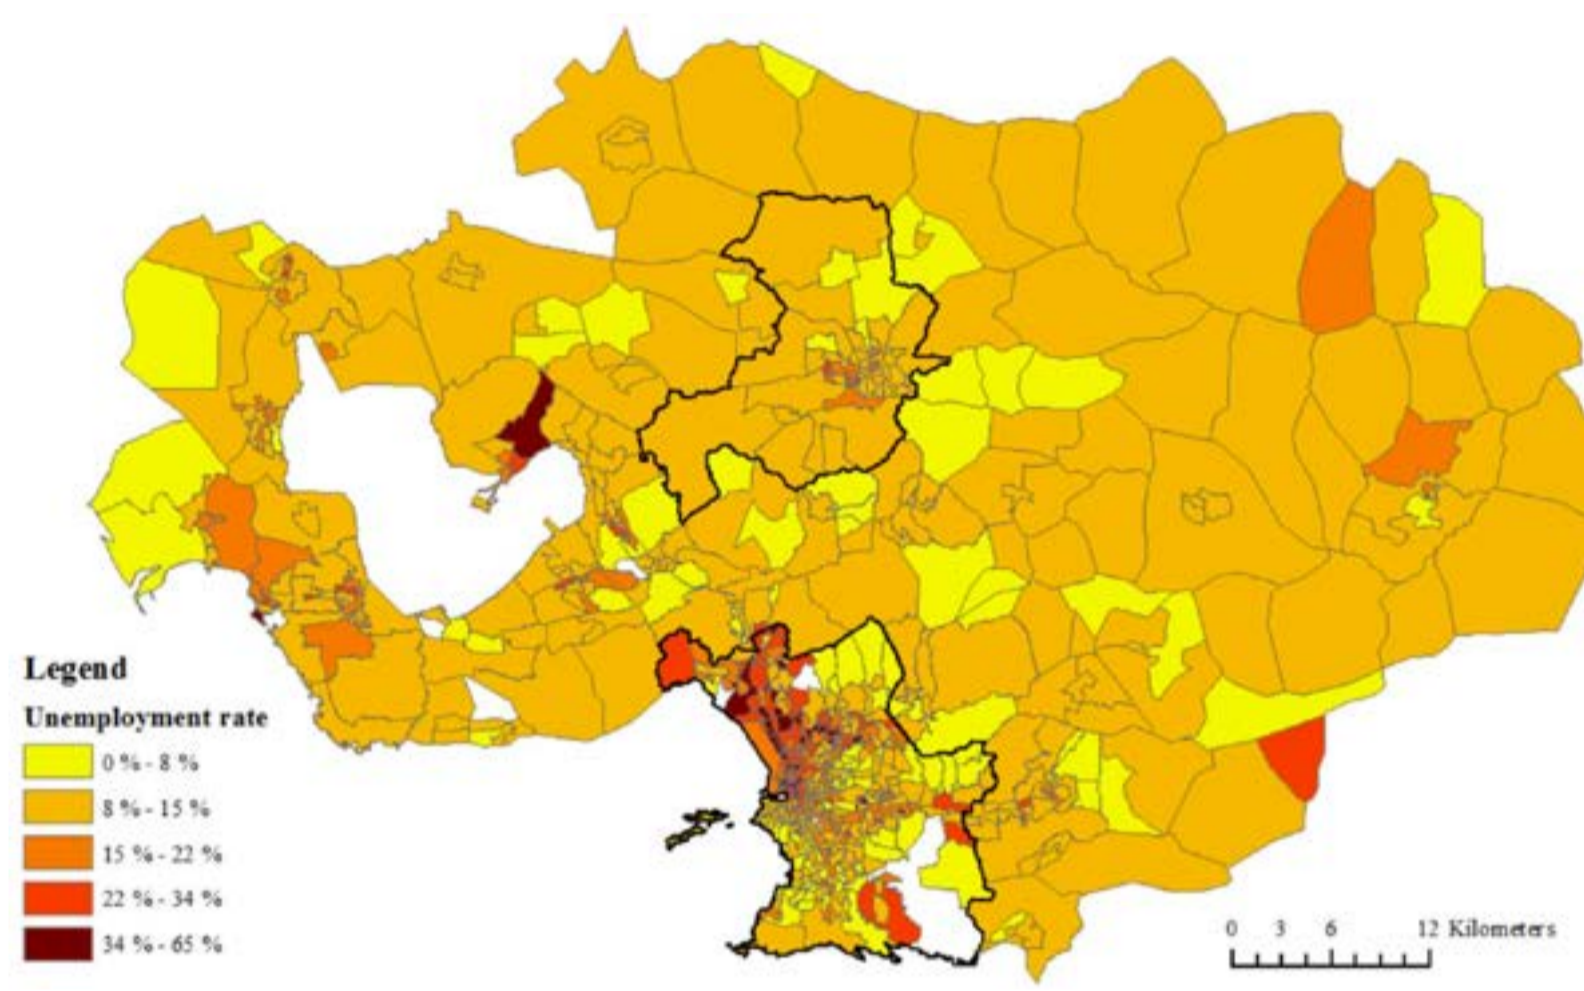 Legend
Unemployment rate
0 % - 8 %
8 % - 15 %
15 % - 22 %
22 % - 34 %
34 % - 65 %
0 3 6 12 Kilometers